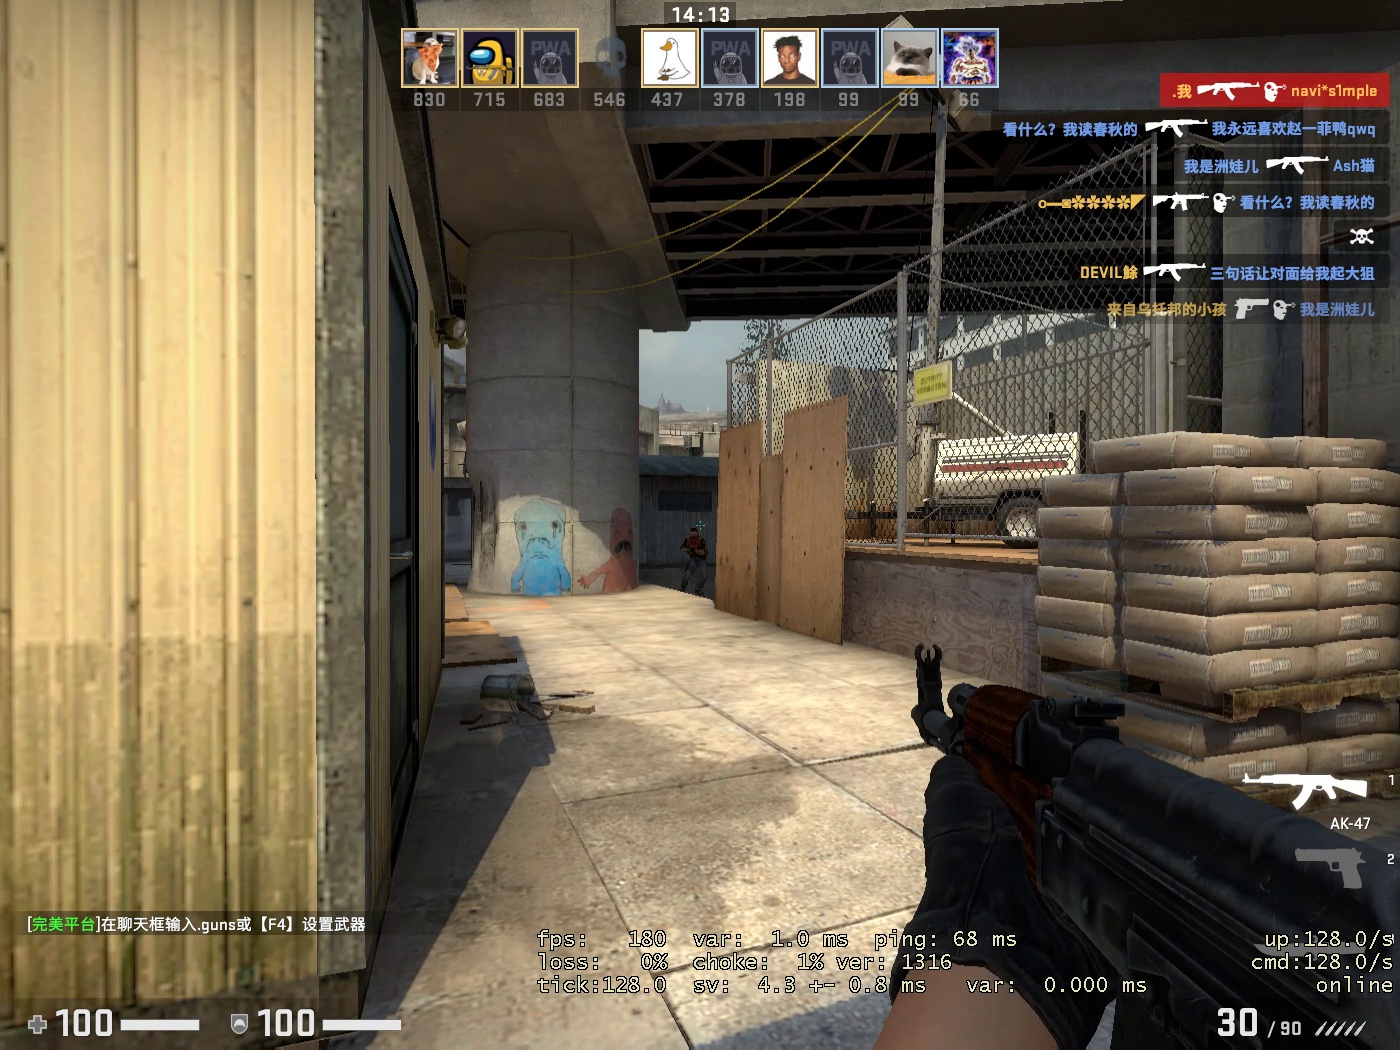 14:13
830 715 683 546 437 378 198 99 99 66
.我 navi*s1mple
看什么？我读春秋的 我永远喜欢赵一菲鸭qwq
我是洲娃儿 Ash猫
看什么？我读春秋的
DEVIL鮽 三句话让对面给我起大狙
来自乌托邦的小孩 我是洲娃儿
PWA
PWA
PWA
ZUTRITT
VERBOTEN
1
AK-47
2
[完美平台]在聊天框输入.guns或【F4】设置武器
fps: 180 var: 1.0 ms ping: 68 ms
loss: 0% choke: 1% ver: 1316
tick:128.0 sv: 4.3 +- 0.8 ms var: 0.000 ms
up:128.0/s
cmd:128.0/s
online
100 100
30 / 90